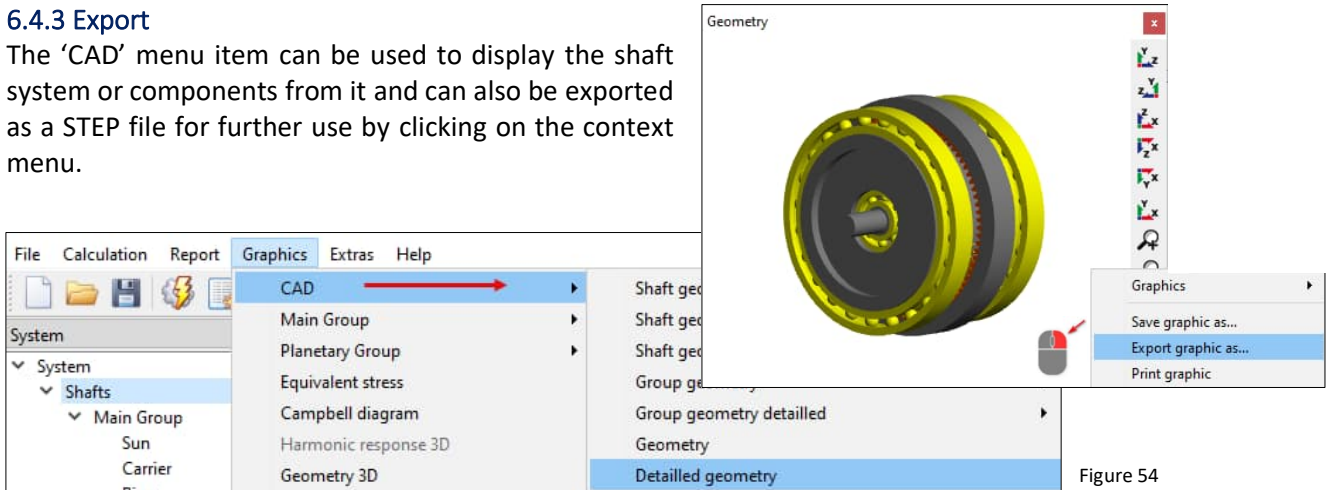 6.4.3 Export
The ‘CAD’ menu item can be used to display the shaft
system or components from it and can also be exported
as a STEP file for further use by clicking on the context
menu.
Geometry
x
Y Z
Z Y
Z X
Z X
Y X
Y X
Graphics
Save graphic as...
Export graphic as...
Print graphic
File Calculation Report Graphics Extras Help
System
System
Shafts
Main Group
Sun
Carrier
CAD
Main Group
Planetary Group
Equivalent stress
Campbell diagram
Harmonic response 3D
Geometry 3D
Shaft
Shaft
Shaft
Group
Group geometry detailled
Geometry
Detailled geometry
Figure 54